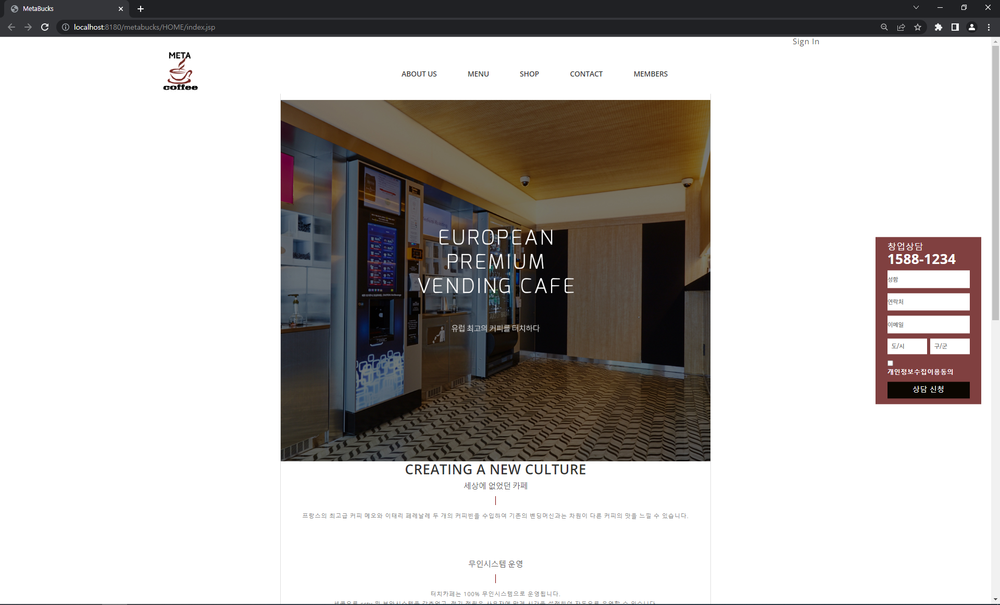 MetaBucks
localhost:8180/metabucks/HOME/index.jsp
Sign In
META
coffee
ABOUT US MENU SHOP CONTACT MEMBERS
EUROPEAN
PREMIUM
VENDING CAFE
유럽 최고의 커피를 터치하다
창업상담
1588-1234
성함
연락처
이메일
도/시 구/군
개인정보수집이용동의
상담 신청
CREATING A NEW CULTURE
세상에 없었던 카페
프랑스의 최고급 커피 메오와 이태리 페레날레 두 개의 커피빈을 수입하여 기존의 벤딩머신과는 차원이 다른 커피의 맛을 느낄 수 있습니다.
무인시스템 운영
터치카페는 100% 무인시스템으로 운영됩니다.